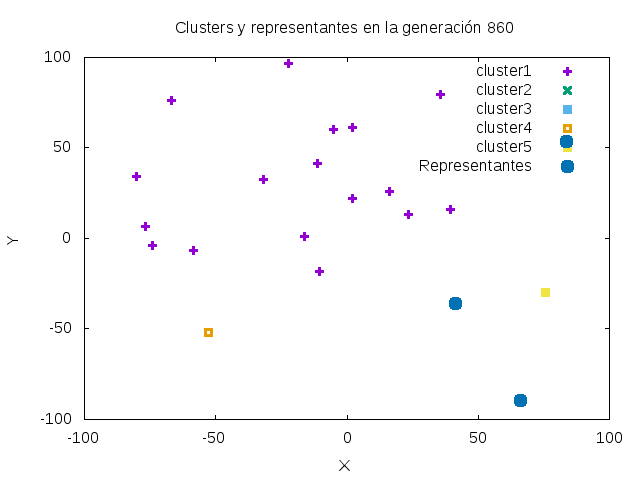 Clusters y representantes en la generación 860
100
50
0
-50
-100
-100 -50 0 50 100
X
Y
cluster1
cluster2
cluster3
cluster4
cluster5
Representantes